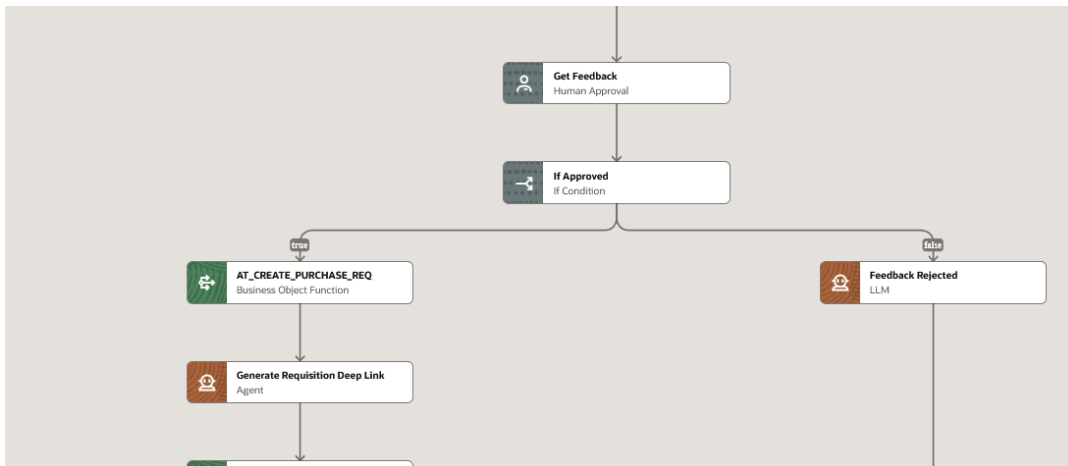 Get Feedback
Human Approval
If Approved
If Condition
true
false
AT_CREATE_PURCHASE_REQ
Business Object Function
Feedback Rejected
LLM
Generate Requisition Deep Link
Agent